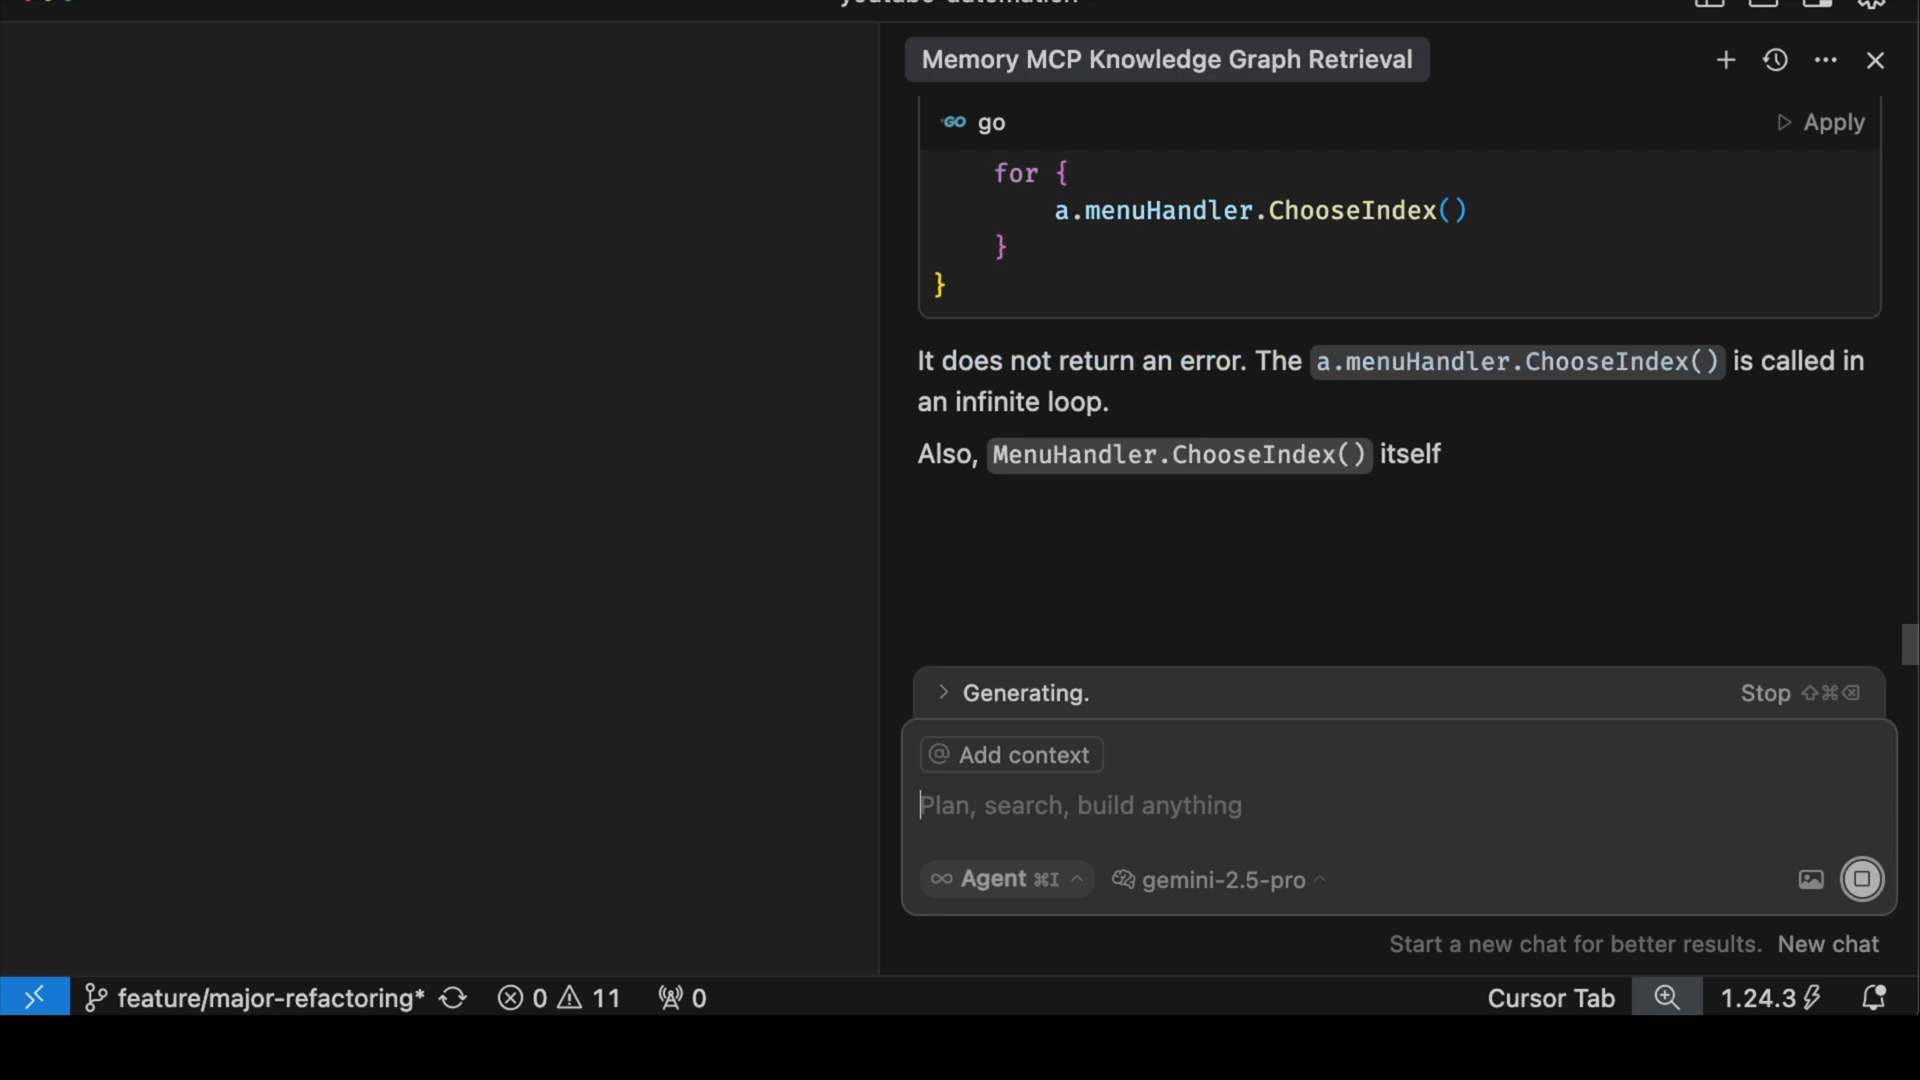 youtube-automation
Memory MCP Knowledge Graph Retrieval
GO go
Apply
for {
a.menuHandler.ChooseIndex()
}
}
It does not return an error. The a.menuHandler.ChooseIndex() is called in
an infinite loop.
Also, MenuHandler.ChooseIndex() itself
Generating.
Stop ⇧⌘⌫
@ Add context
Plan, search, build anything
∞ Agent ⌘I
gemini-2.5-pro
Start a new chat for better results. New chat
feature/major-refactoring* 0 11 0
Cursor Tab 1.24.3